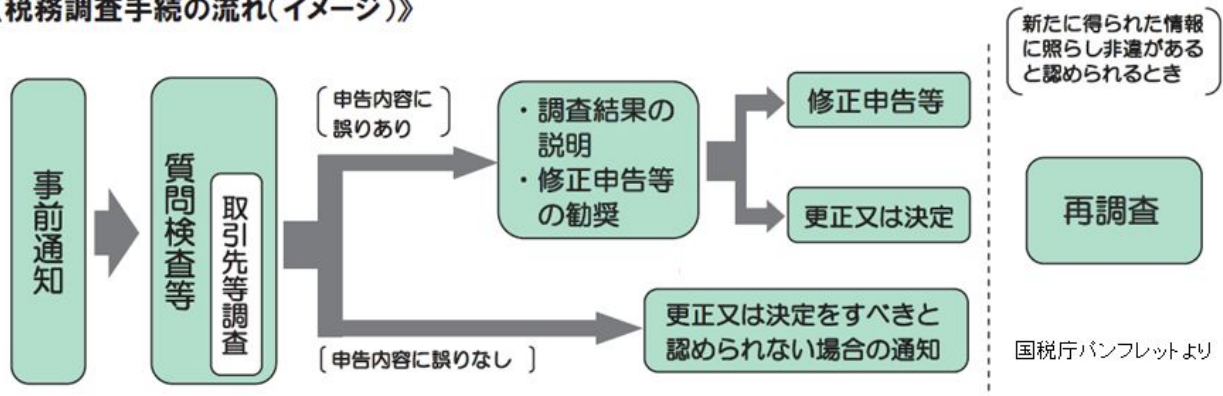 税務調査手続の流れ(イメージ)》
事前通知
質問検査等
取引先等調査
申告内容に
誤りあり
・調査結果の
説明
・修正申告等
の勧奨
修正申告等
更正又は決定
〔申告内容に誤りなし 〕
更正又は決定をすべきと
認められない場合の通知
新たに得られた情報
に照らし非違がある
と認められるとき
再調査
国税庁パンフレットより